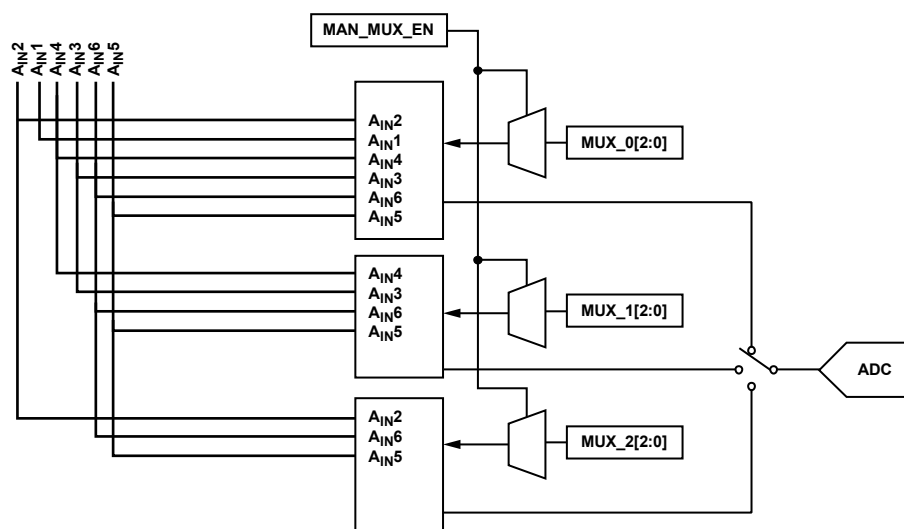 MAN_MUX_EN
AIN2
AIN1
AIN4
AIN3
AIN6
AIN5
AIN2
AIN1
AIN4
AIN3
AIN6
AIN5
MUX_0[2:0]
AIN4
AIN3
AIN6
AIN5
MUX_1[2:0]
ADC
AIN2
AIN6
AIN5
MUX_2[2:0]